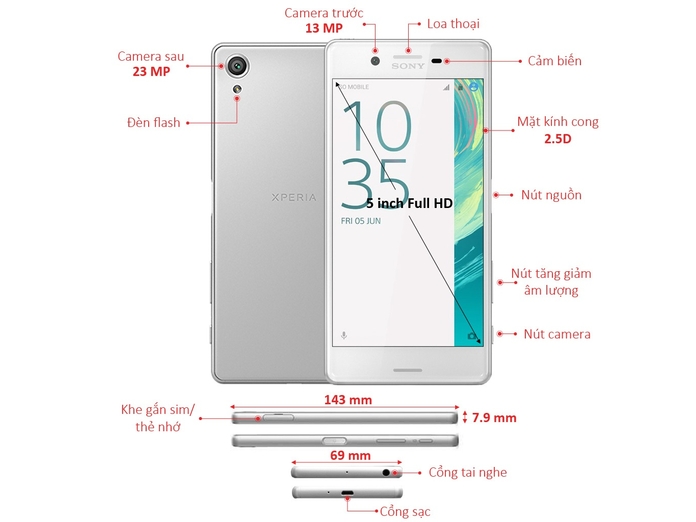 Camera trước
13 MP
Loa thoại
Camera sau
23 MP
SONY
Cảm biến
Đèn flash
Mặt kính cong
2.5D
10
35
FRI 05 JUN
5 inch Full HD
XPERIA
Nút nguồn
Nút tăng giảm
âm lượng
Nút camera
143 mm
Khe gắn sim/
thẻ nhớ
7.9 mm
69 mm
Cổng tai nghe
Cổng sạc